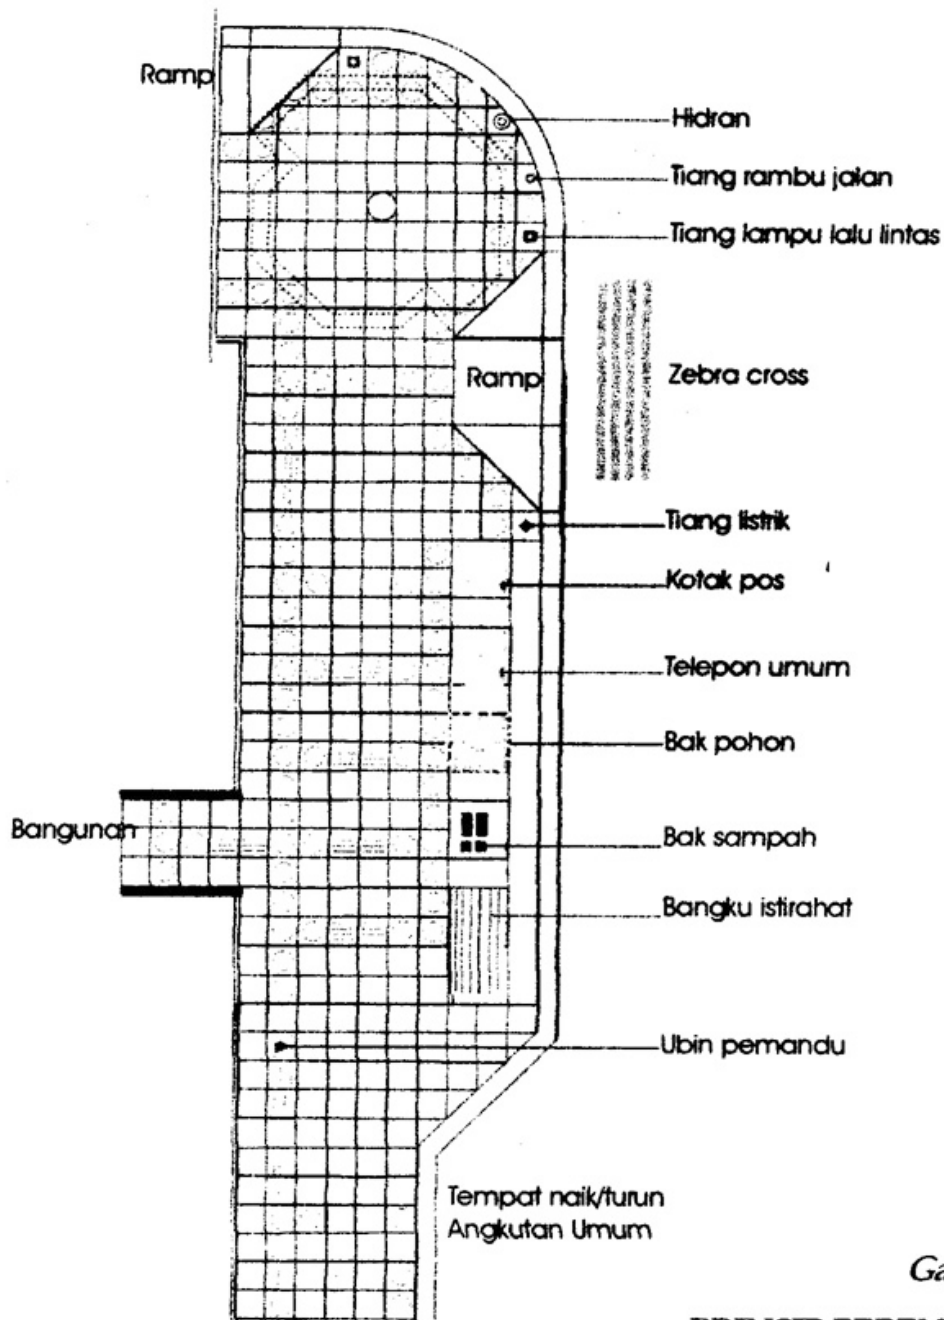 Ramp
Hidran
Tiang rambu jalan
Tiang lampu lalu lintas
Ramp
Zebra cross
Tiang listrik
Kotak pos
Telepon umum
Bak pohon
Bangunan
Bak sampah
Bangku istirahat
Ubin pemandu
Tempat naik/turun
Angkutan Umum